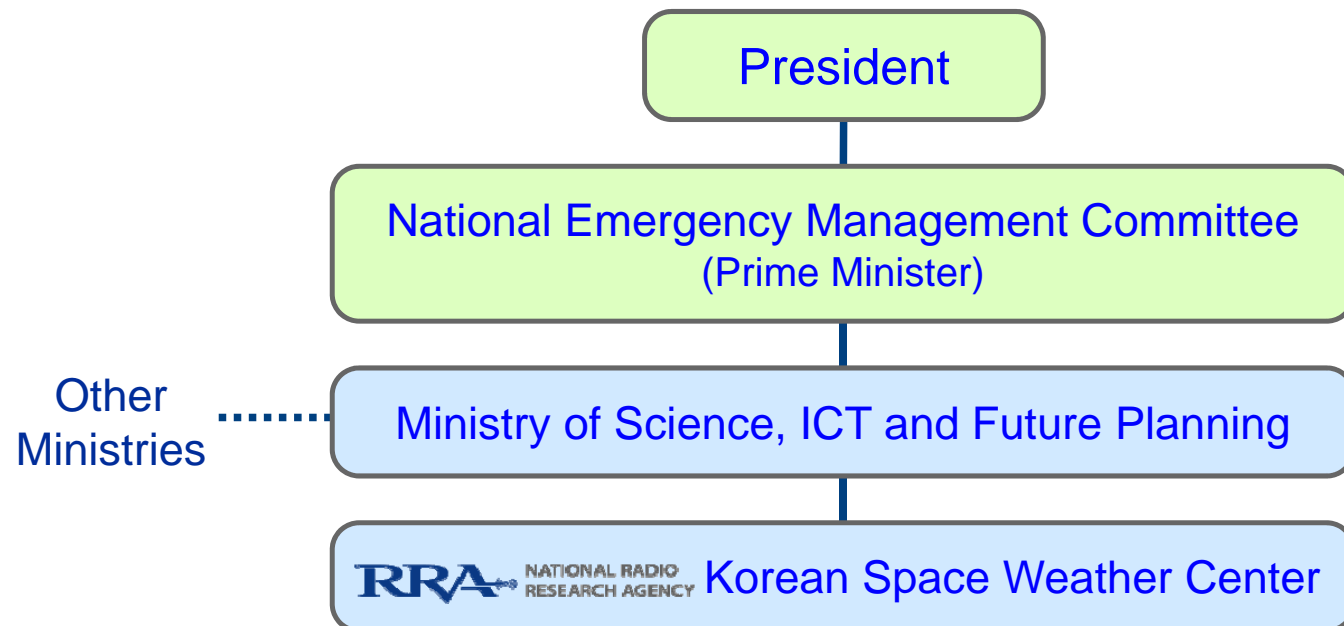 President
National Emergency Management Committee
(Prime Minister)
Other
Ministries
Ministry of Science, ICT and Future Planning
RRA NATIONAL RADIO
RESEARCH AGENCY
Korean Space Weather Center